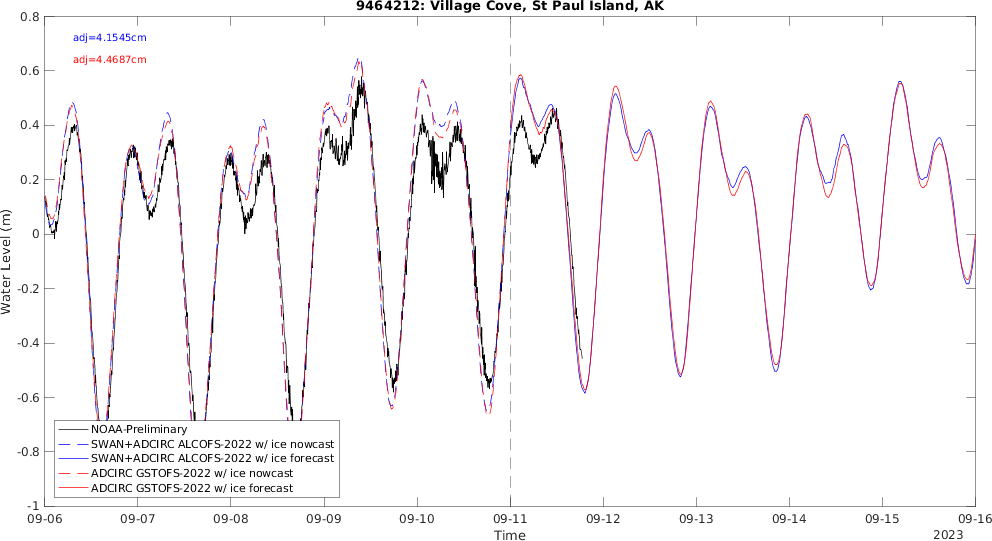 9464212: Village Cove, St Paul Island, AK
adj=4.1545cm
adj=4.4687cm
Water Level (m)
0.8
0.6
0.4
0.2
0
-0.2
-0.4
-0.6
-0.8
-1
NOAA-Preliminary
SWAN+ADCIRC ALCOFS-2022 w/ ice nowcast
SWAN+ADCIRC ALCOFS-2022 w/ ice forecast
ADCIRC GSTOFS-2022 w/ ice nowcast
ADCIRC GSTOFS-2022 w/ ice forecast
09-06 09-07 09-08 09-09 09-10 09-11 09-12 09-13 09-14 09-15 09-16
Time
2023